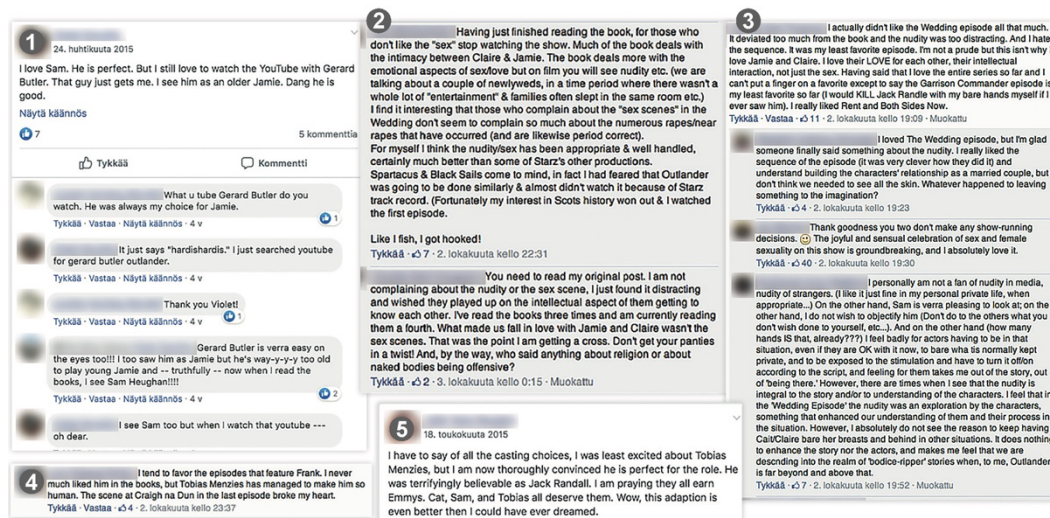 1
24. huhtikuuta 2015
I love Sam. He is perfect. But I still love to watch the YouTube with Gerard
Butler. That guy just gets me. I see him as an older Jamie. Dang he is
good.
Näytä käännös
7
5 kommenttia
Tykkää
Kommentti
What u tube Gerard Butler do you
watch. He was always my choice for Jamie.
Tykkää · Vastaa · Näytä käännös · 4 v
1
It just says "hardishardis." I just searched youtube
for gerard butler outlander.
Tykkää · Vastaa · Näytä käännös · 4 v
Thank you Violet!
Tykkää · Vastaa · Näytä käännös · 4 v
1
Gerard Butler is verra easy on
the eyes too!!! I too saw him as Jamie but he's way-y-y-y too old
to play young Jamie and -- truthfully -- now when I read the
books, I see Sam Heughan!!!!
Tykkää · Vastaa · Näytä käännös · 4 v
2
I see Sam too but when I watch that youtube ---
oh dear.
Tykkää · Vastaa · Näytä käännös · 4 v
2
Having just finished reading the book, for those who
don't like the "sex" stop watching the show. Much of the book deals with
the intimacy between Claire & Jamie. The book deals more with the
emotional aspects of sex/love but on film you will see nudity etc. (we are
talking about a couple of newlyweds, in a time period where there wasn't a
whole lot of "entertainment" & families often slept in the same room etc.)
I find it interesting that those who complain about the "sex scenes" in the
Wedding don't seem to complain so much about the numerous rapes/near
rapes that have occurred (and are likewise period correct).
For myself I think the nudity/sex has been appropriate & well handled,
certainly much better than some of Starz's other productions.
Spartacus & Black Sails come to mind, in fact I had feared that Outlander
was going to be done similarly & almost didn't watch it because of Starz
track record. (Fortunately my interest in Scots history won out & I watched
the first episode.
Like I fish, I got hooked!
Tykkää · 7 · 2. lokakuuta kello 22:31
You need to read my original post. I am not
complaining about the nudity or the sex scene, I just found it distracting
and wished they played up on the intellectual aspect of them getting to
know each other. I've read the books three times and am currently reading
them a fourth. What made us fall in love with Jamie and Claire wasn't the
sex scenes. That was the point I am getting a cross. Don't get your panties
in a twist! And, by the way, who said anything about religion or about
naked bodies being offensive?
Tykkää · 2 · 3. lokakuuta kello 0:15 · Muokattu
3
I actually didn't like the Wedding episode all that much.
It deviated too much from the book and the nudity was too distracting. And I hate
the sequence. It was my least favorite episode. I'm not a prude but this isn't why I
love Jamie and Claire. I love their LOVE for each other, their intellectual
interaction, not just the sex. Having said that I love the entire series so far and I
can't put a finger on a favorite except to say the Garrison Commander episode is
my least favorite so far (I would KILL Jack Randle with my bare hands myself if I
ever saw him). I really liked Rent and Both Sides Now.
Tykkää · Vastaa · 11 · 2. lokakuuta kello 19:09 · Muokattu
I loved The Wedding episode, but I'm glad
someone finally said something about the nudity. I really liked the
sequence of the episode (it was very clever how they did it) and
understand building the characters' relationship as a married couple, but
don't think we needed to see all the skin. Whatever happened to leaving
something to the imagination?
Tykkää · 4 · 2. lokakuuta kello 19:23
Thank goodness you two don't make any show-running
decisions. The joyful and sensual celebration of sex and female
sexuality on this show is groundbreaking, and I absolutely love it.
Tykkää · 40 · 2. lokakuuta kello 19:30
I personally am not a fan of nudity in media,
nudity of strangers. (I like it just fine in my personal private life, when
appropriate...) On the other hand, Sam is verra pleasing to look at; on the
other hand, I do not wish to objectify him (Don't do to the others what you
don't wish done to yourself, etc...). And on the other hand (how many
hands IS that, already???) I feel badly for actors having to be in that
situation, even if they are OK with it now, to bare wha tis normally kept
private, and to be exposed to the stimulation and have to turn it off/on
according to the script, and feeling for them takes me out of the story, out
of 'being there.' However, there are times when I see that the nudity is
integral to the story and/or to understanding of the characters. I feel that in
the 'Wedding Episode' the nudity was an exploration by the characters,
something that enhanced our understanding of them and their process in
the situation. However, I absolutely do not see the reason to keep having
Cait/Claire bare her breasts and behind in other situations. It does nothing
to enhance the story nor the actors, and makes me feel that we are
descnding into the realm of 'bodice-ripper' stories when, to me, Outlander
is far beyond and above that.
Tykkää · 7 · 2. lokakuuta kello 19:52 · Muokattu
4
I tend to favor the episodes that feature Frank. I never
much liked him in the books, but Tobias Menzies has managed to make him so
human. The scene at Craigh na Dun in the last episode broke my heart.
Tykkää · Vastaa · 4 · 2. lokakuuta kello 23:37
5
18. toukokuuta 2015
I have to say of all the casting choices, I was least excited about Tobias
Menzies, but I am now thoroughly convinced he is perfect for the role. He
was terrifyingly believable as Jack Randall. I am praying they all earn
Emmys. Cat, Sam, and Tobias all deserve them. Wow, this adaption is
even better then I could have ever dreamed.